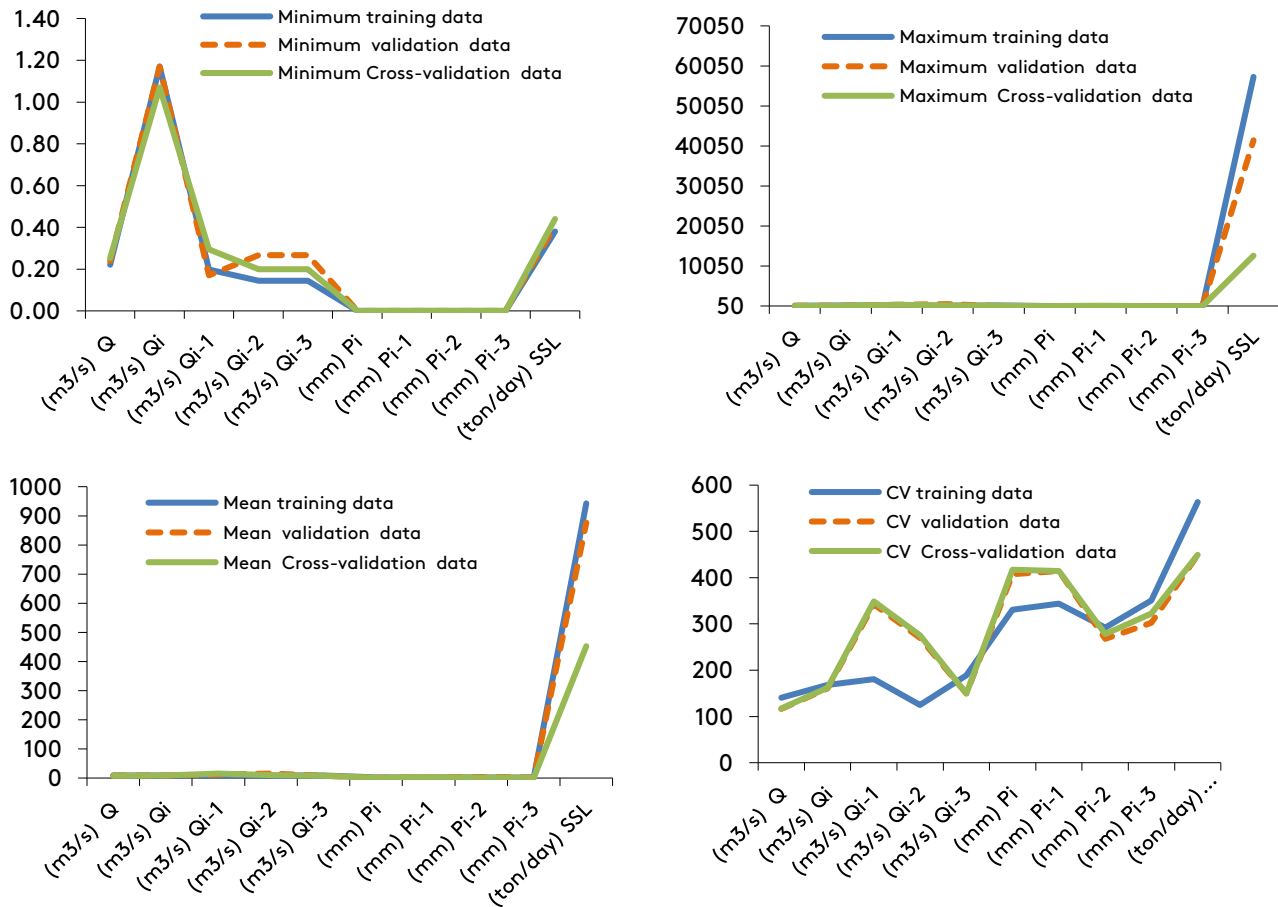 1.40
1.20
1.00
0.80
0.60
0.40
0.20
0.00
Minimum training data
Minimum validation data
Minimum Cross-validation data
(m3/s) Q
(m3/s) Qi
(m3/s) Qi-1
(m3/s) Qi-2
(m3/s) Qi-3
(mm) Pi
(mm) Pi-1
(mm) Pi-2
(mm) Pi-3
(ton/day) SSL
70050
60050
50050
40050
30050
20050
10050
50
Maximum training data
Maximum validation data
Maximum Cross-validation data
(m3/s) Q
(m3/s) Qi
(m3/s) Qi-1
(m3/s) Qi-2
(m3/s) Qi-3
(mm) Pi
(mm) Pi-1
(mm) Pi-2
(mm) Pi-3
(ton/day) SSL
1000
900
800
700
600
500
400
300
200
100
0
Mean training data
Mean validation data
Mean Cross-validation data
(m3/s) Q
(m3/s) Qi
(m3/s) Qi-1
(m3/s) Qi-2
(m3/s) Qi-3
(mm) Pi
(mm) Pi-1
(mm) Pi-2
(mm) Pi-3
(ton/day) SSL
600
500
400
300
200
100
0
CV training data
CV validation data
CV Cross-validation data
(m3/s) Q
(m3/s) Qi
(m3/s) Qi-1
(m3/s) Qi-2
(m3/s) Qi-3
(mm) Pi
(mm) Pi-1
(mm) Pi-2
(mm) Pi-3
(ton/day)...